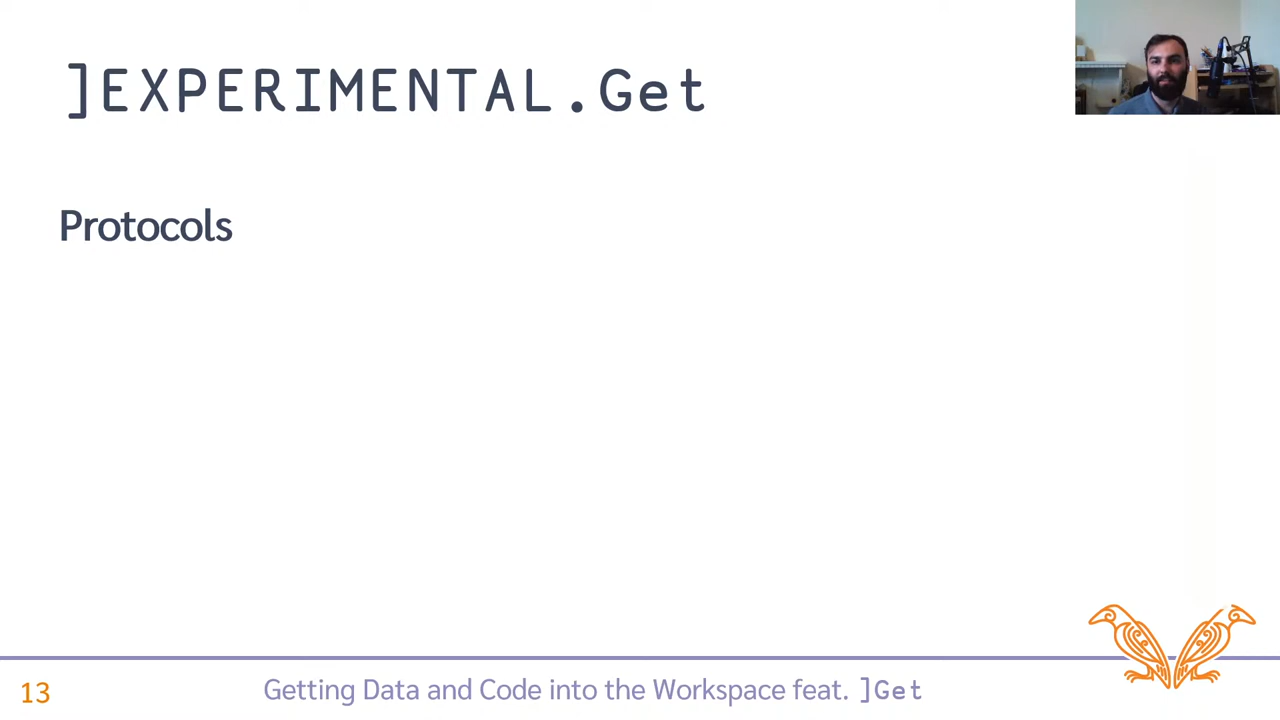 ]EXPERIMENTAL.Get
Protocols
13
Getting Data and Code into the Workspace feat. ]Get